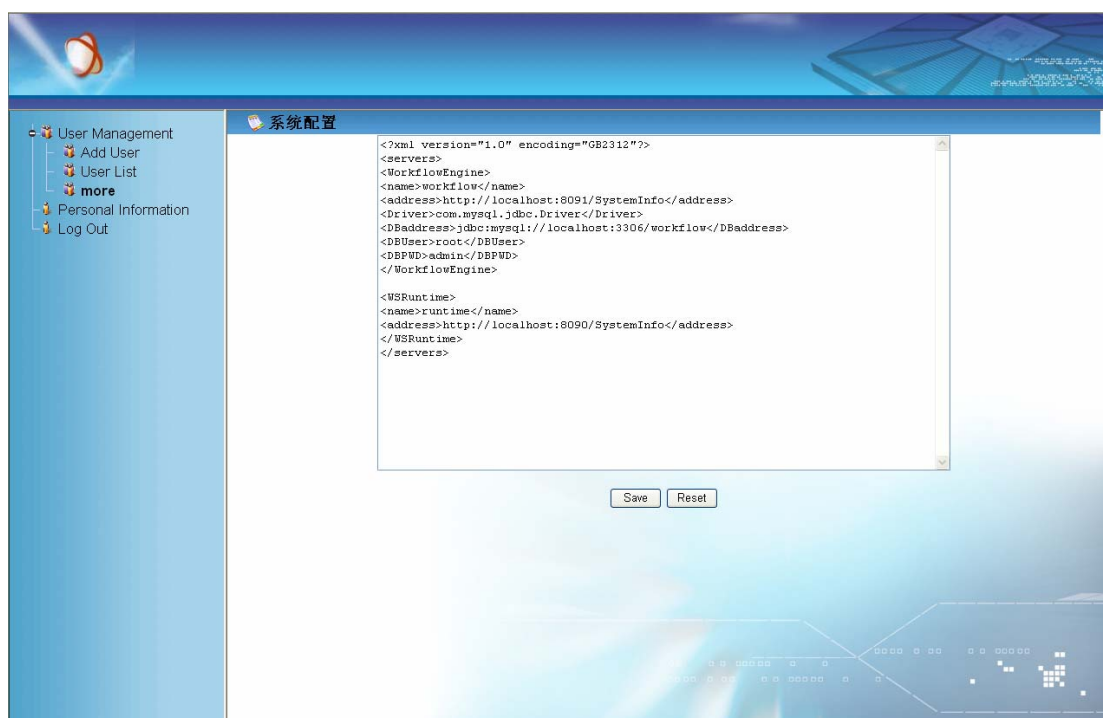 系统配置
User Management
Add User
User List
more
Personal Information
Log Out
<?xml version="1.0" encoding="GB2312"?>
<servers>
<WorkflowEngine>
<name>workflow</name>
<address>http://localhost:8091/SystemInfo</address>
<Driver>com.mysql.jdbc.Driver</Driver>
<DBaddress>jdbc:mysql://localhost:3306/workflow</DBaddress>
<DBUser>root</DBUser>
<DBPWD>admin</DBPWD>
</WorkflowEngine>
<WSRuntime>
<name>runtime</name>
<address>http://localhost:8090/SystemInfo</address>
</WSRuntime>
</servers>
Save Reset